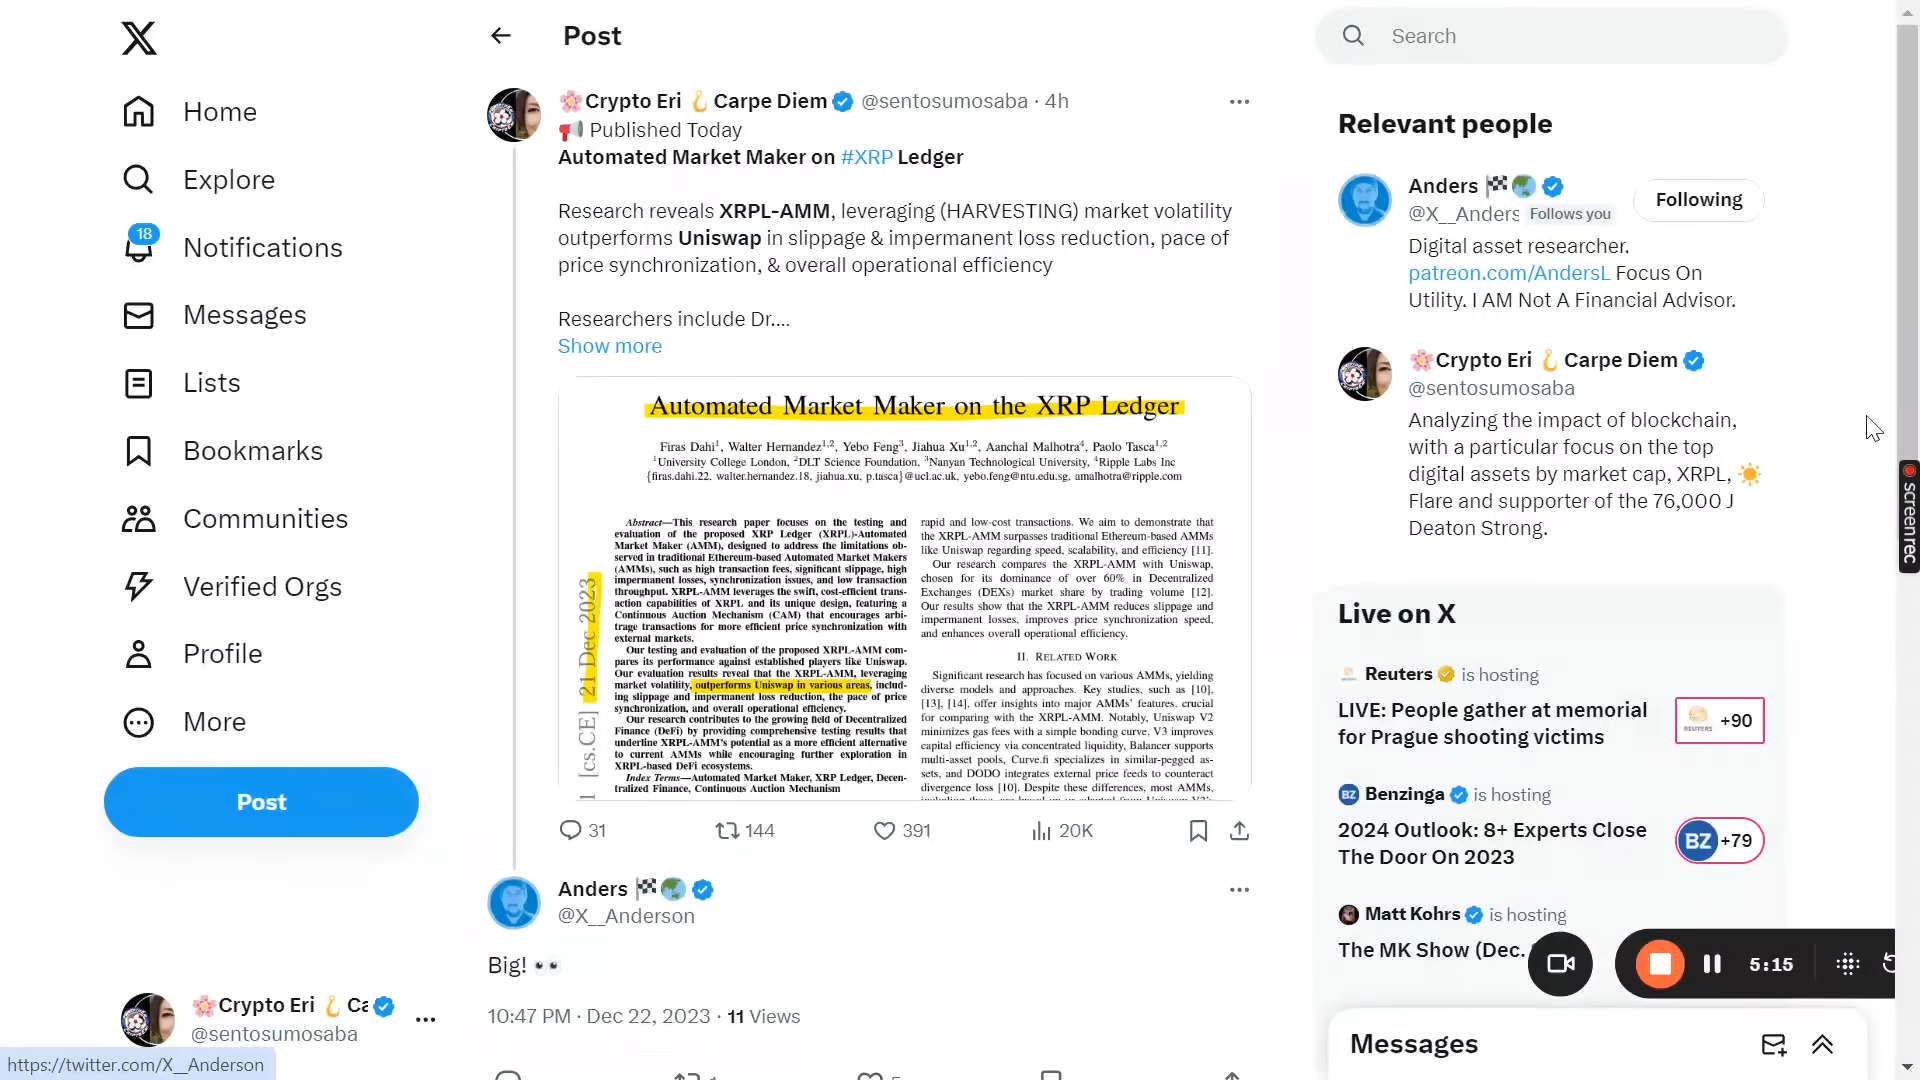 Home
Explore
18
Notifications
Messages
Lists
Bookmarks
Communities
Verified Orgs
Profile
More
Post
🌸Crypto Eri 🪝Ca
@sentosumosaba
https://twitter.com/X__Anderson
Post
🌸Crypto Eri 🪝Carpe Diem @sentosumosaba · 4h
📢 Published Today
Automated Market Maker on #XRP Ledger
Research reveals XRPL-AMM, leveraging (HARVESTING) market volatility
outperforms Uniswap in slippage & impermanent loss reduction, pace of
price synchronization, & overall operational efficiency
Researchers include Dr....
Show more
Automated Market Maker on the XRP Ledger
Firas Dahi1, Walter Hernandez1,2, Yebo Feng3, Jiahua Xu1,2, Aanchal Malhotra4, Paolo Tasca1,2
1University College London, 2DLT Science Foundation, 3Nanyan Technological University, 4Ripple Labs Inc
{firas.dahi.22, walter.hernandez.18, jiahua.xu, p.tasca}@ucl.ac.uk, yebo.feng@ntu.edu.sg, amalhotra@ripple.com
[cs.CE] 21 Dec 2023
Abstract—This research paper focuses on the testing and
evaluation of the proposed XRP Ledger (XRPL)-Automated
Market Maker (AMM), designed to address the limitations ob-
served in traditional Ethereum-based Automated Market Makers
(AMMs), such as high transaction fees, significant slippage, high
impermanent losses, synchronization issues, and low transaction
throughput. XRPL-AMM leverages the swift, cost-efficient trans-
action capabilities of XRPL and its unique design, featuring a
Continuous Auction Mechanism (CAM) that encourages arbi-
trage transactions for more efficient price synchronization with
external markets.
Our testing and evaluation of the proposed XRPL-AMM com-
pares its performance against established players like Uniswap.
Our evaluation results reveal that the XRPL-AMM, leveraging
market volatility, outperforms Uniswap in various areas, includ-
ing slippage and impermanent loss reduction, the pace of price
synchronization, and overall operational efficiency.
Our research contributes to the growing field of Decentralized
Finance (DeFi) by providing comprehensive testing results that
underline XRPL-AMM's potential as a more efficient alternative
to current AMMs while encouraging further exploration in
XRPL-based DeFi ecosystems.
Index Terms—Automated Market Maker, XRP Ledger, Decen-
tralized Finance, Continuous Auction Mechanism
rapid and low-cost transactions. We aim to demonstrate that
the XRPL-AMM surpasses traditional Ethereum-based AMMs
like Uniswap regarding speed, scalability, and efficiency [11].
Our research compares the XRPL-AMM with Uniswap,
chosen for its dominance of over 60% in Decentralized
Exchanges (DEXs) market share by trading volume [12].
Our results show that the XRPL-AMM reduces slippage and
impermanent losses, improves price synchronization speed,
and enhances overall operational efficiency.
II. RELATED WORK
Significant research has focused on various AMMs, yielding
diverse models and approaches. Key studies, such as [10],
[13], [14], offer insights into major AMMs' features, crucial
for comparing with the XRPL-AMM. Notably, Uniswap V2
minimizes gas fees with a simple bonding curve, V3 improves
capital efficiency via concentrated liquidity, Balancer supports
multi-asset pools, Curve.fi specializes in similar-pegged as-
sets, and DODO integrates external price feeds to counteract
divergence loss [10]. Despite these differences, most AMMs,
31 144 391 20K
Anders 🏁🌏
@X__Anderson
Big! 👀
10:47 PM · Dec 22, 2023 · 11 Views
Search
Relevant people
Anders 🏁🌏
@X__Anders Follows you
Following
Digital asset researcher.
patreon.com/AndersL Focus On
Utility. I AM Not A Financial Advisor.
🌸Crypto Eri 🪝Carpe Diem
@sentosumosaba
Analyzing the impact of blockchain,
with a particular focus on the top
digital assets by market cap, XRPL, ☀️
Flare and supporter of the 76,000 J
Deaton Strong.
Live on X
Reuters is hosting
LIVE: People gather at memorial
for Prague shooting victims
REUTERS +90
BZ Benzinga is hosting
2024 Outlook: 8+ Experts Close
The Door On 2023
BZ +79
Matt Kohrs is hosting
The MK Show (Dec.
5:15
Messages
screenrec